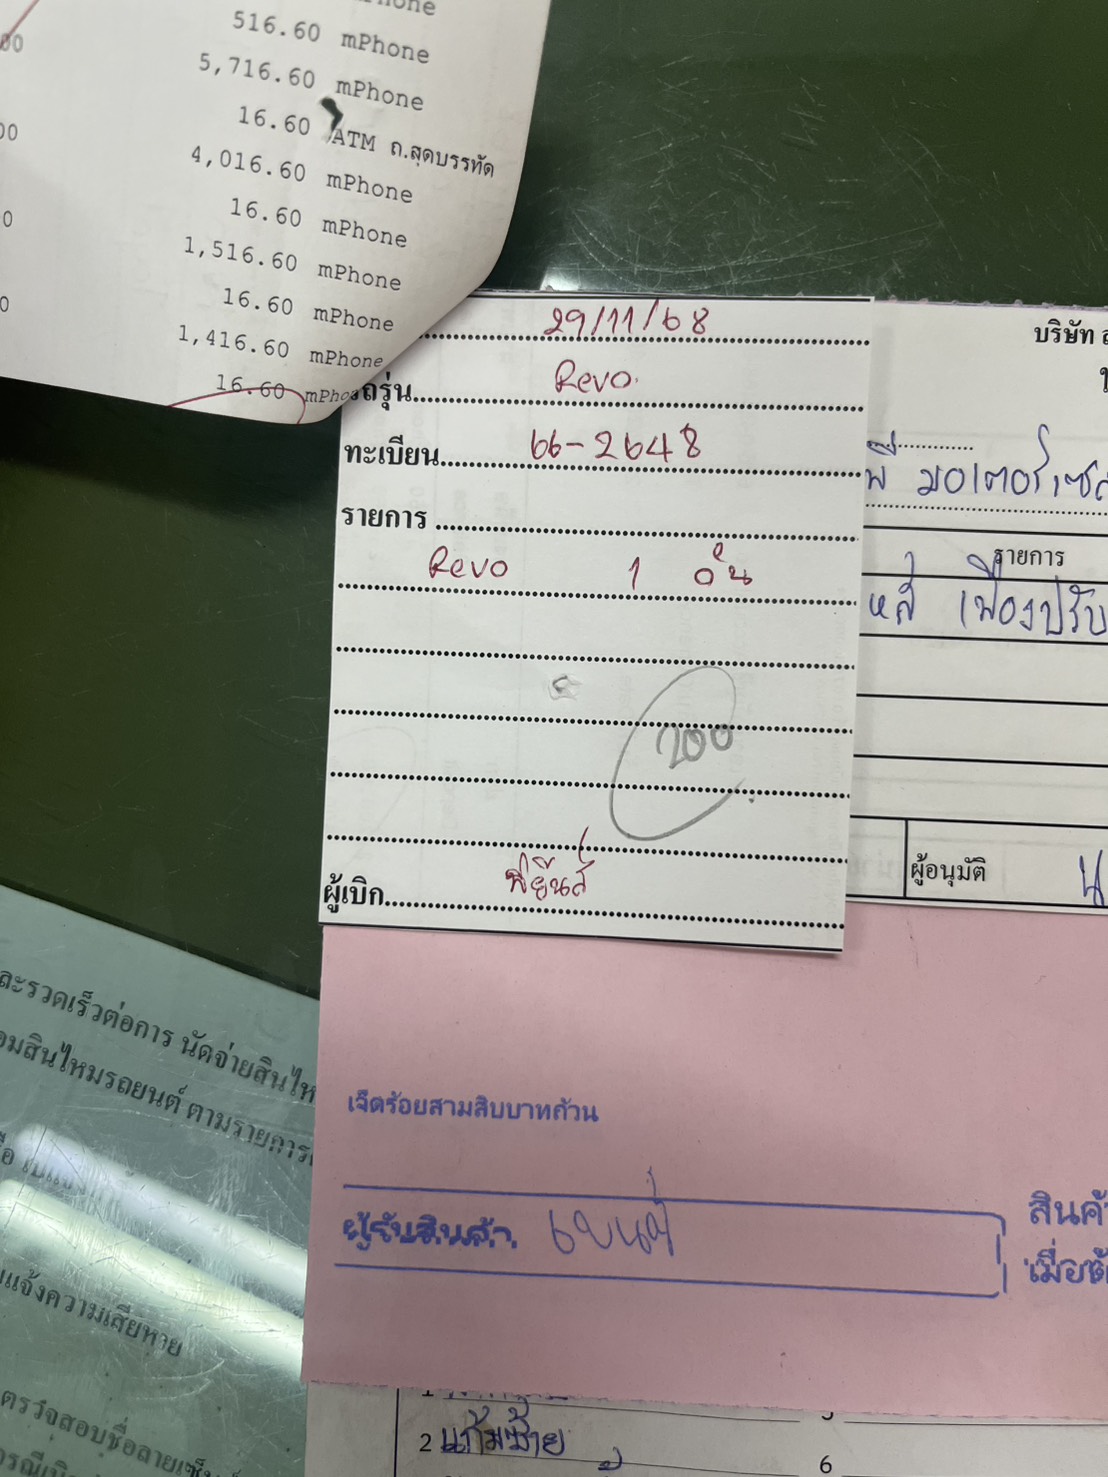 516.60 mPhone
5,716.60 mPhone
16.60 ATM ถ.สุดบรรทัด
4,016.60 mPhone
16.60 mPhone
1,516.60 mPhone
16.60 mPhone
1,416.60 mPhone
16.60
29/11/68
รุ่น Revo
ทะเบียน 66-2648
รายการ
Revo 1 อัน
200
ผู้เบิก
บริษัท
มอเตอร์เซล
รายการ
เฟืองปรับ
ผู้อนุมัติ
เจ็ดร้อยสามสิบบาทถ้วน
ผู้รับสินค้า
สินค้า
เมื่อ
ละรวดเร็วต่อการ นัดจ่ายสินไห
อมสินไหมรถยนต์ ตามรายการ
แจ้งความเสียหาย
ตรวจสอบชื่อลายเซ็น
2 แก้มซ้าย
6